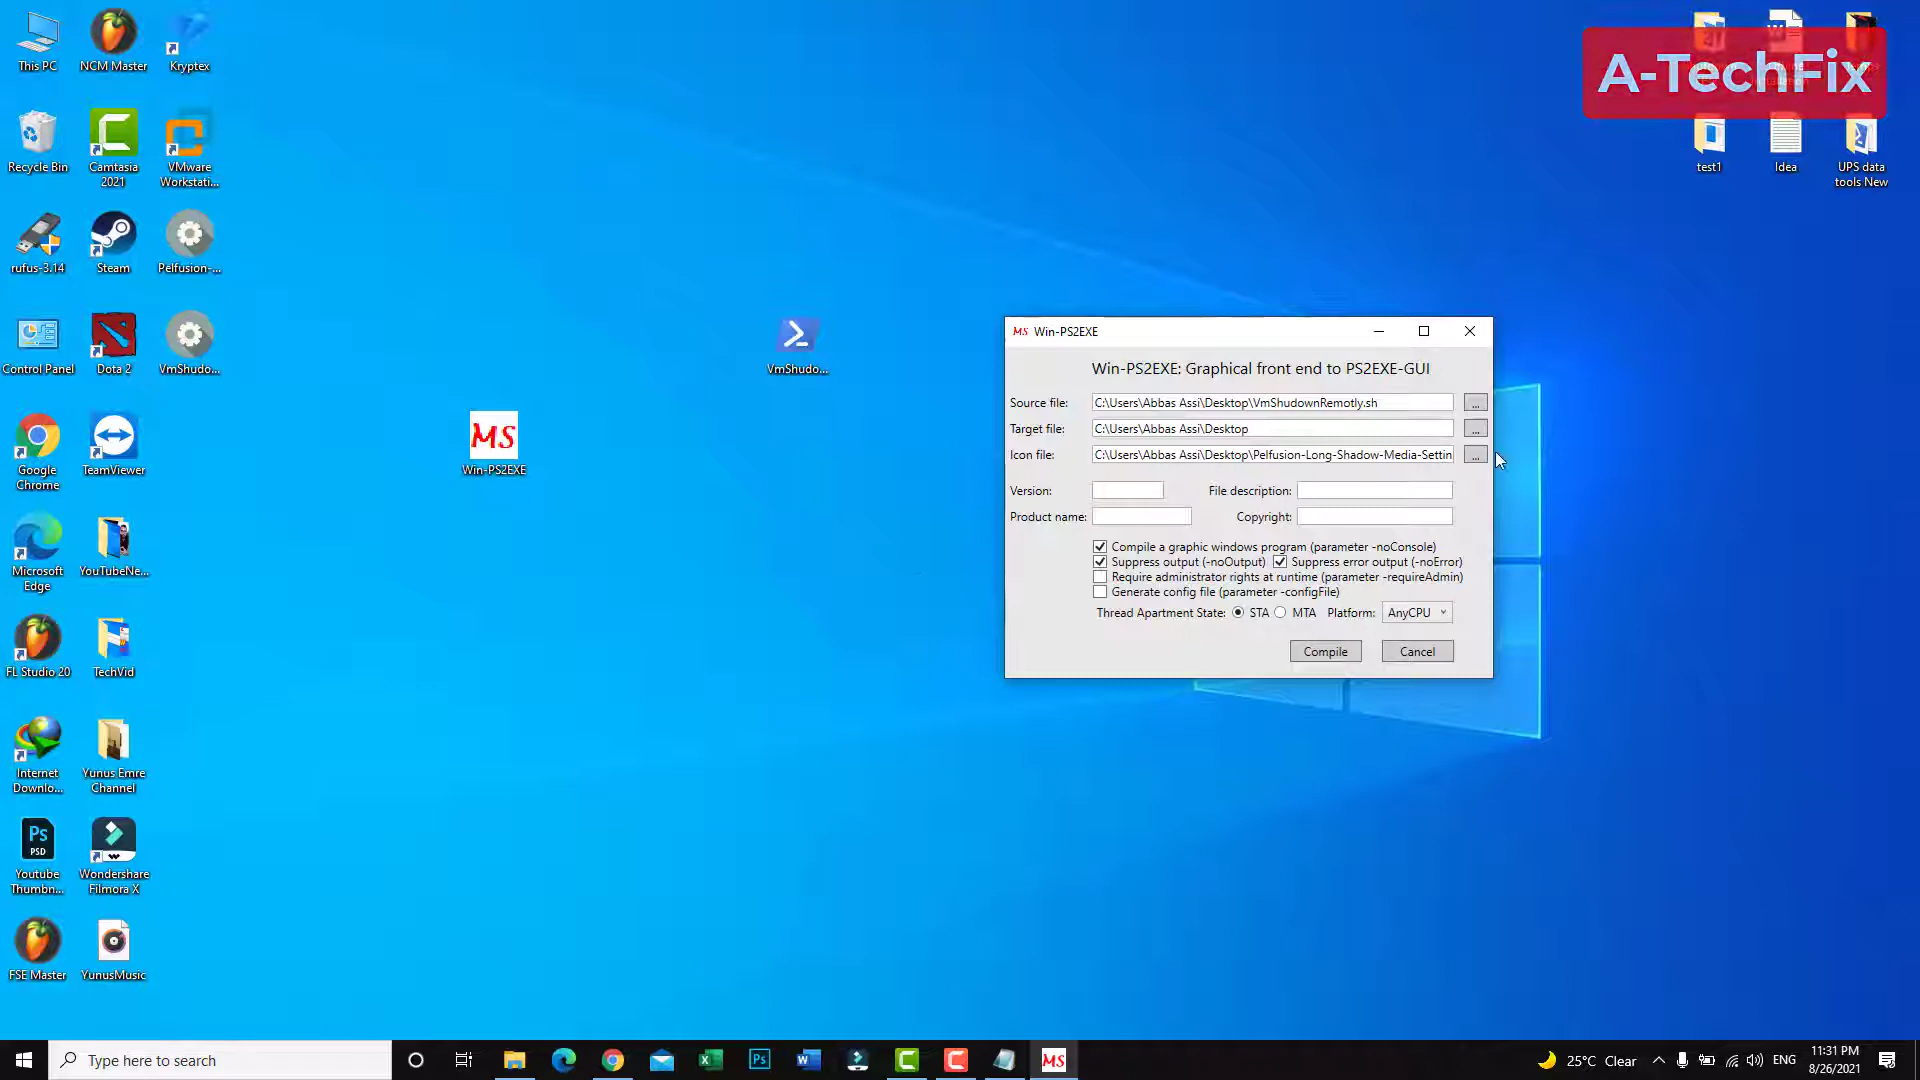 This PC
NCM Master
Kryptex
A-TechFix
Recycle Bin
Camtasia
2021
VMware
Workstati...
test1
Idea
UPS data
tools New
rufus-3.14
Steam
Pelfusion-...
Control Panel
Dota 2
VmShudo...
VmShudo...
Google
Chrome
TeamViewer
MS
Win-PS2EXE
MS Win-PS2EXE
Win-PS2EXE: Graphical front end to PS2EXE-GUI
Source file: C:\Users\Abbas Assi\Desktop\VmShudownRemotly.sh ...
Target file: C:\Users\Abbas Assi\Desktop ...
Icon file: C:\Users\Abbas Assi\Desktop\Pelfusion-Long-Shadow-Media-Settin ...
Version: File description:
Product name: Copyright:
Compile a graphic windows program (parameter -noConsole)
Suppress output (-noOutput) Suppress error output (-noError)
Require administrator rights at runtime (parameter -requireAdmin)
Generate config file (parameter -configFile)
Thread Apartment State: STA MTA Platform: AnyCPU
Compile Cancel
Microsoft
Edge
YouTubeNe...
FL Studio 20
TechVid
Internet
Downlo...
Yunus Emre
Channel
Ps
PSD
Youtube
Thumbn...
Wondershare
Filmora X
FSE Master
YunusMusic
Type here to search
Ps
MS
25°C Clear
ENG
11:31 PM
8/26/2021